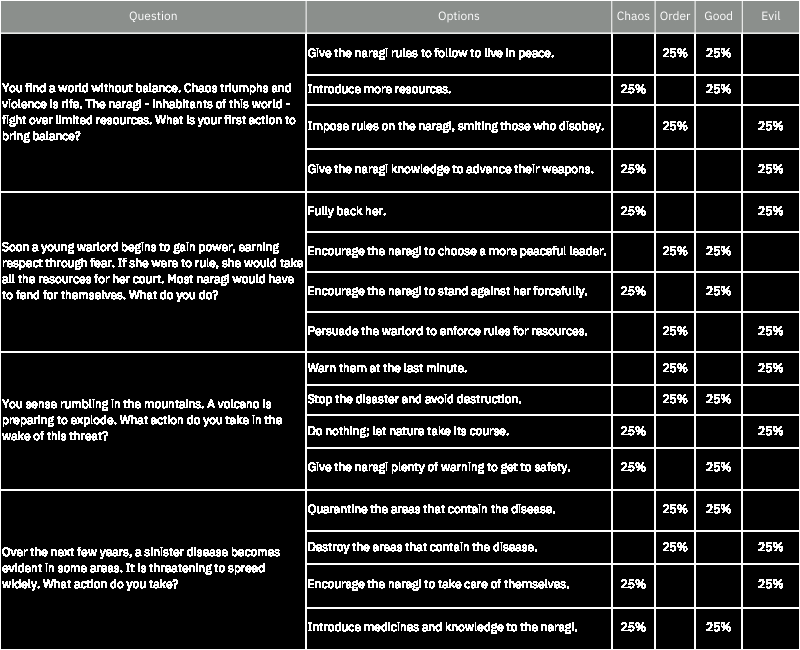 Question Options Chaos Order Good Evil
You find a world without balance. Chaos triumphs and
violence is rife. The naragi - inhabitants of this world -
fight over limited resources. What is your first action to
bring balance?
Give the naragi rules to follow to live in peace. 25% 25%
Introduce more resources. 25% 25%
Impose rules on the naragi, smiting those who disobey. 25% 25%
Give the naragi knowledge to advance their weapons. 25% 25%
Soon a young warlord begins to gain power, earning
respect through fear. If she were to rule, she would take
all the resources for her court. Most naragi would have
to fend for themselves. What do you do?
Fully back her. 25% 25%
Encourage the naragi to choose a more peaceful leader. 25% 25%
Encourage the naragi to stand against her forcefully. 25% 25%
Persuade the warlord to enforce rules for resources. 25% 25%
You sense rumbling in the mountains. A volcano is
preparing to explode. What action do you take in the
wake of this threat?
Warn them at the last minute. 25% 25%
Stop the disaster and avoid destruction. 25% 25%
Do nothing; let nature take its course. 25% 25%
Give the naragi plenty of warning to get to safety. 25% 25%
Over the next few years, a sinister disease becomes
evident in some areas. It is threatening to spread
widely. What action do you take?
Quarantine the areas that contain the disease. 25% 25%
Destroy the areas that contain the disease. 25% 25%
Encourage the naragi to take care of themselves. 25% 25%
Introduce medicines and knowledge to the naragi. 25% 25%